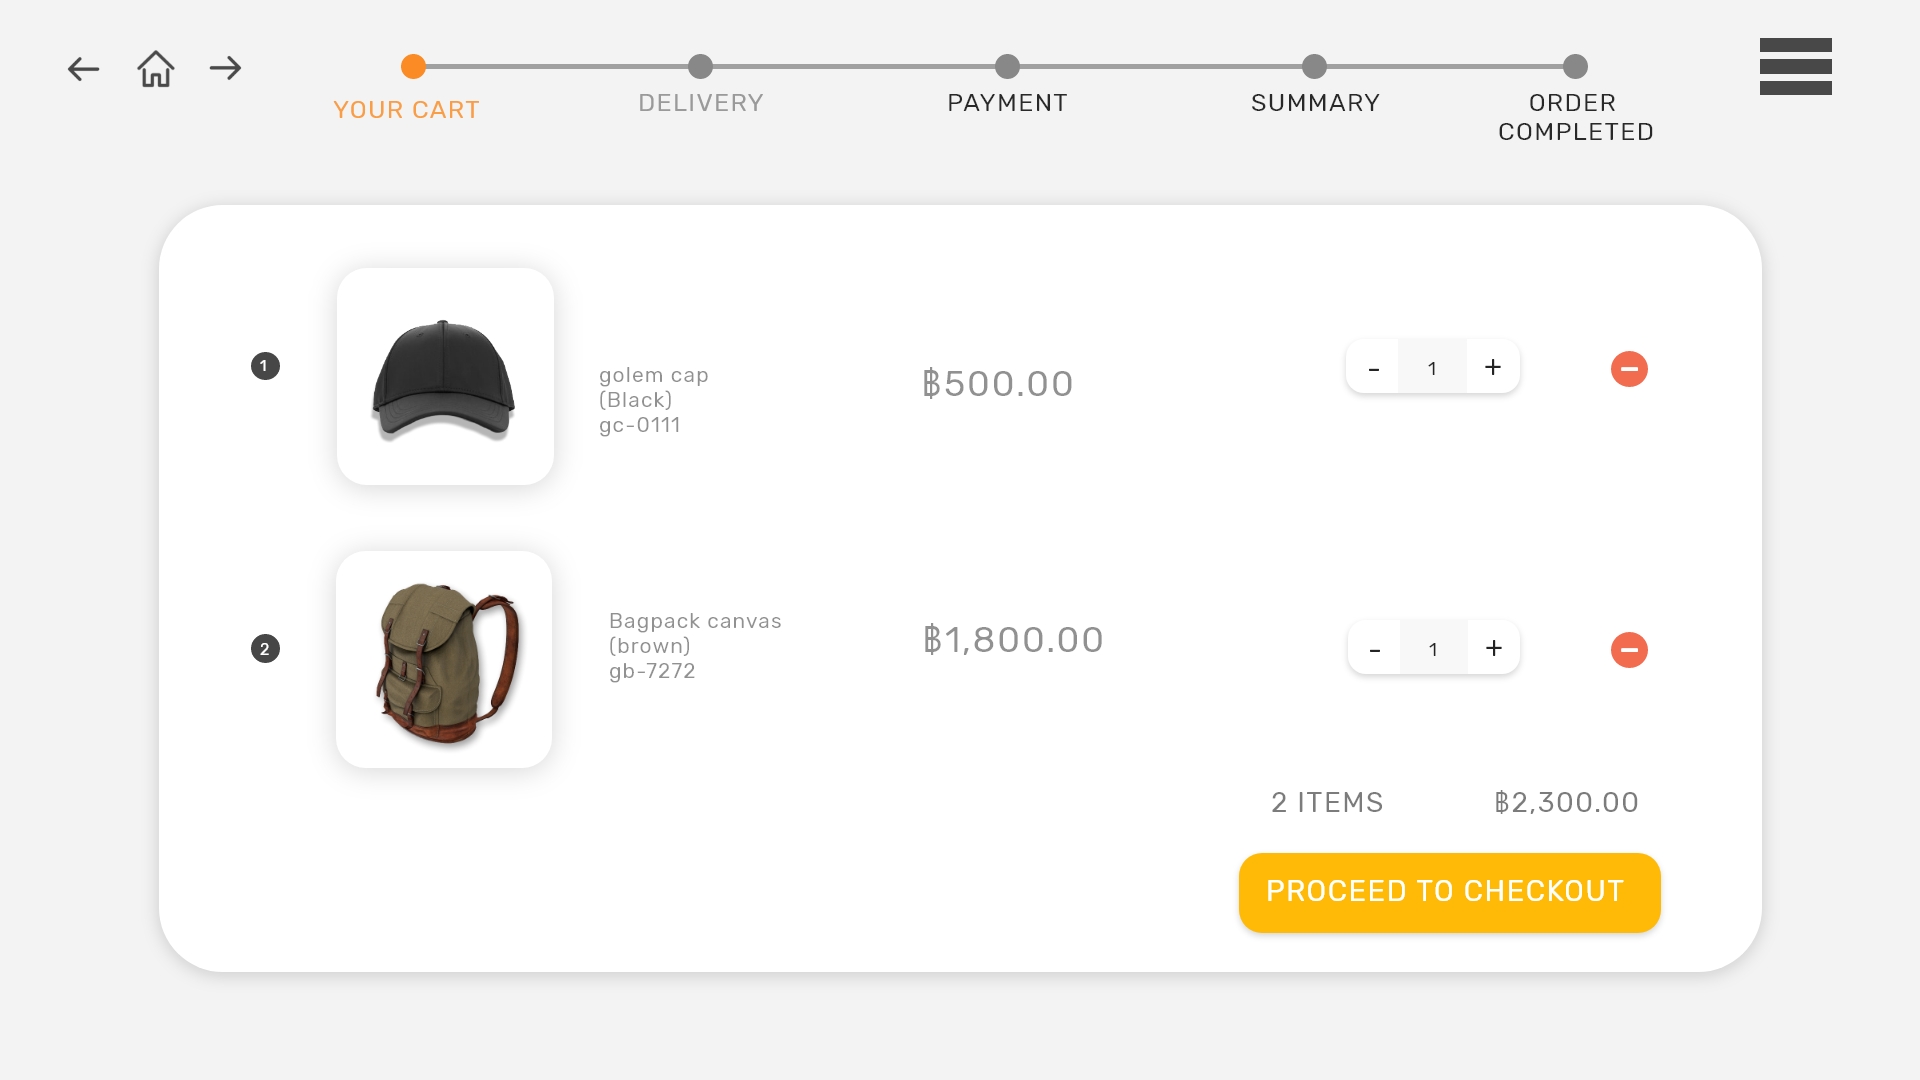 YOUR CART
DELIVERY
PAYMENT
SUMMARY
ORDER
COMPLETED
1
golem cap
(Black)
gc-0111
฿500.00
- 1 +
2
Bagpack canvas
(brown)
gb-7272
฿1,800.00
- 1 +
2 ITEMS ฿2,300.00
PROCEED TO CHECKOUT